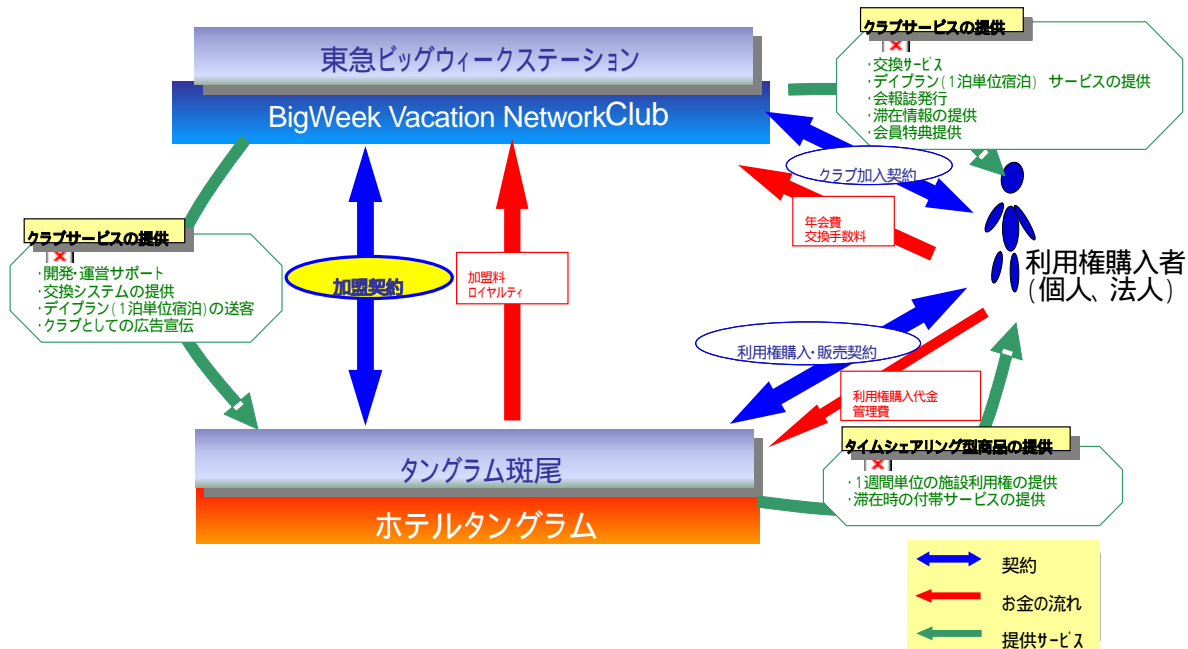 東急ビッグウィークステーション
BigWeek Vacation NetworkClub
クラブサービスの提供
・交換サービス
・デイプラン(1泊単位宿泊) サービスの提供
・会報誌発行
・滞在情報の提供
・会員特典提供
クラブ加入契約
年会費
交換手数料
利用権購入者
(個人、法人)
クラブサービスの提供
・開発・運営サポート
・交換システムの提供
・デイプラン(1泊単位宿泊)の送客
・クラブとしての広告宣伝
加盟契約
加盟料
ロイヤルティ
利用権購入・販売契約
利用権購入代金
管理費
タイムシェアリング型商品の提供
・1週間単位の施設利用権の提供
・滞在時の付帯サービスの提供
タングラム斑尾
ホテルタングラム
契約
お金の流れ
提供サービス